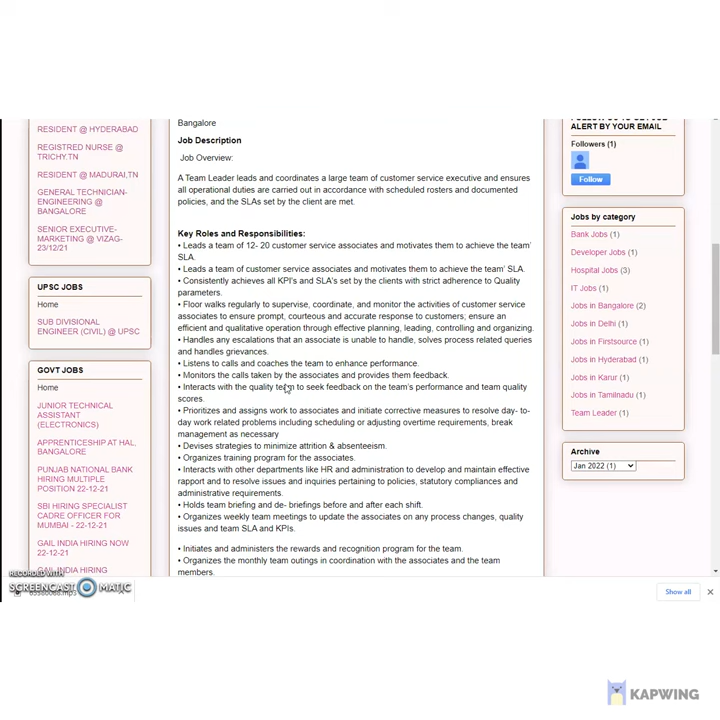 RESIDENT @ HYDERABAD
REGISTERED NURSE @
TRICHY.TN
RESIDENT @ MADURAI,TN
GENERAL TECHNICIAN-
ENGINEERING @
BANGALORE
SENIOR EXECUTIVE-
MARKETING @ VIZAG-
23/12/21
UPSC JOBS
Home
SUB DIVISIONAL
ENGINEER (CIVIL) @ UPSC
GOVT JOBS
Home
JUNIOR TECHNICAL
ASSISTANT
(ELECTRONICS)
APPRENTICESHIP AT HAL,
BANGALORE
PUNJAB NATIONAL BANK
HIRING MULTIPLE
POSITION 22-12-21
SBI HIRING SPECIALIST
CADRE OFFICER FOR
MUMBAI - 22-12-21
GAIL INDIA HIRING NOW
22-12-21
GAIL INDIA HIRING
RECORDED WITH
SCREENCAST MATIC
Bangalore
Job Description
Job Overview:
A Team Leader leads and coordinates a large team of customer service executive and ensures
all operational duties are carried out in accordance with scheduled rosters and documented
policies, and the SLAs set by the client are met.
Key Roles and Responsibilities:
• Leads a team of 12- 20 customer service associates and motivates them to achieve the team'
SLA.
• Leads a team of customer service associates and motivates them to achieve the team' SLA.
• Consistently achieves all KPI's and SLA's set by the clients with strict adherence to Quality
parameters.
• Floor walks regularly to supervise, coordinate, and monitor the activities of customer service
associates to ensure prompt, courteous and accurate response to customers; ensure an
efficient and qualitative operation through effective planning, leading, controlling and organizing.
• Handles any escalations that an associate is unable to handle, solves process related queries
and handles grievances.
• Listens to calls and coaches the team to enhance performance.
• Monitors the calls taken by the associates and provides them feedback.
• Interacts with the quality team to seek feedback on the team's performance and team quality
scores.
• Prioritizes and assigns work to associates and initiate corrective measures to resolve day- to-
day work related problems including scheduling or adjusting overtime requirements, break
management as necessary
• Devises strategies to minimize attrition & absenteeism.
• Organizes training program for the associates.
• Interacts with other departments like HR and administration to develop and maintain effective
rapport and to resolve issues and inquiries pertaining to policies, statutory compliances and
administrative requirements.
• Holds team briefing and de- briefings before and after each shift.
• Organizes weekly team meetings to update the associates on any process changes, quality
issues and team SLA and KPIs.
• Initiates and administers the rewards and recognition program for the team.
• Organizes the monthly team outings in coordination with the associates and the team
members.
ALERT BY YOUR EMAIL
Followers (1)
Follow
Jobs by category
Bank Jobs (1)
Developer Jobs (1)
Hospital Jobs (3)
IT Jobs (1)
Jobs in Bangalore (2)
Jobs in Delhi (1)
Jobs in Firstsource (1)
Jobs in Hyderabad (1)
Jobs in Karur (1)
Jobs in Tamilnadu (1)
Team Leader (1)
Archive
Jan 2022 (1)
Show all
KAPWING